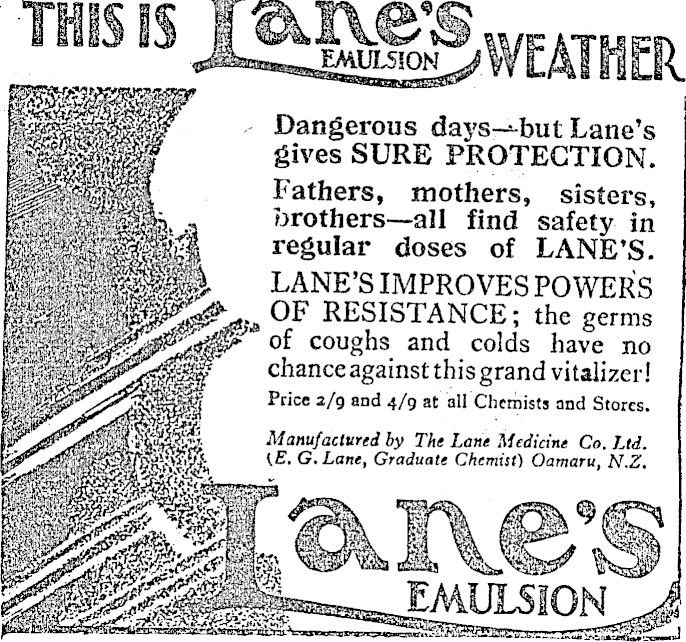 THIS IS Lane's EMULSION WEATHER
Dangerous days—but Lane's
gives SURE PROTECTION.
Fathers, mothers, sisters,
brothers—all find safety in
regular doses of LANE'S.
LANE'S IMPROVES POWERS
OF RESISTANCE; the germs
of coughs and colds have no
chance against this grand vitalizer!
Price 2/9 and 4/9 at all Chemists and Stores.
Manufactured by The Lane Medicine Co. Ltd.
(E. G. Lane, Graduate Chemist) Oamaru, N.Z.
Lane's
EMULSION